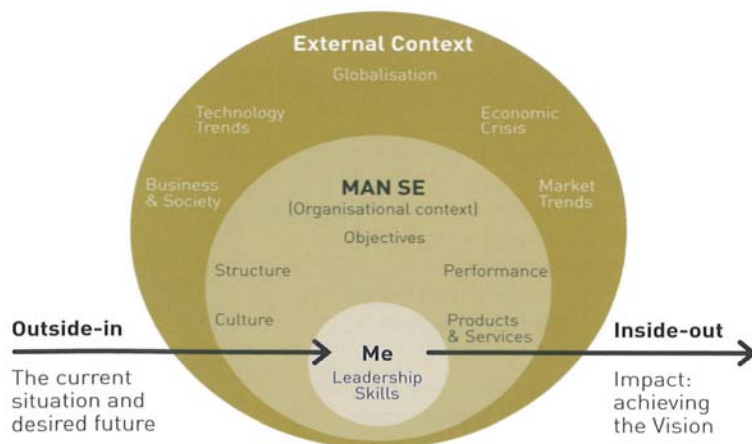 External Context
Globalisation
Technology
Trends
Economic
Crisis
Business
& Society
Market
Trends
MAN SE
(Organisational context)
Objectives
Structure
Performance
Culture
Products
& Services
Me
Leadership
Skills
Outside-in
The current
situation and
desired future
Inside-out
Impact:
achieving
the Vision